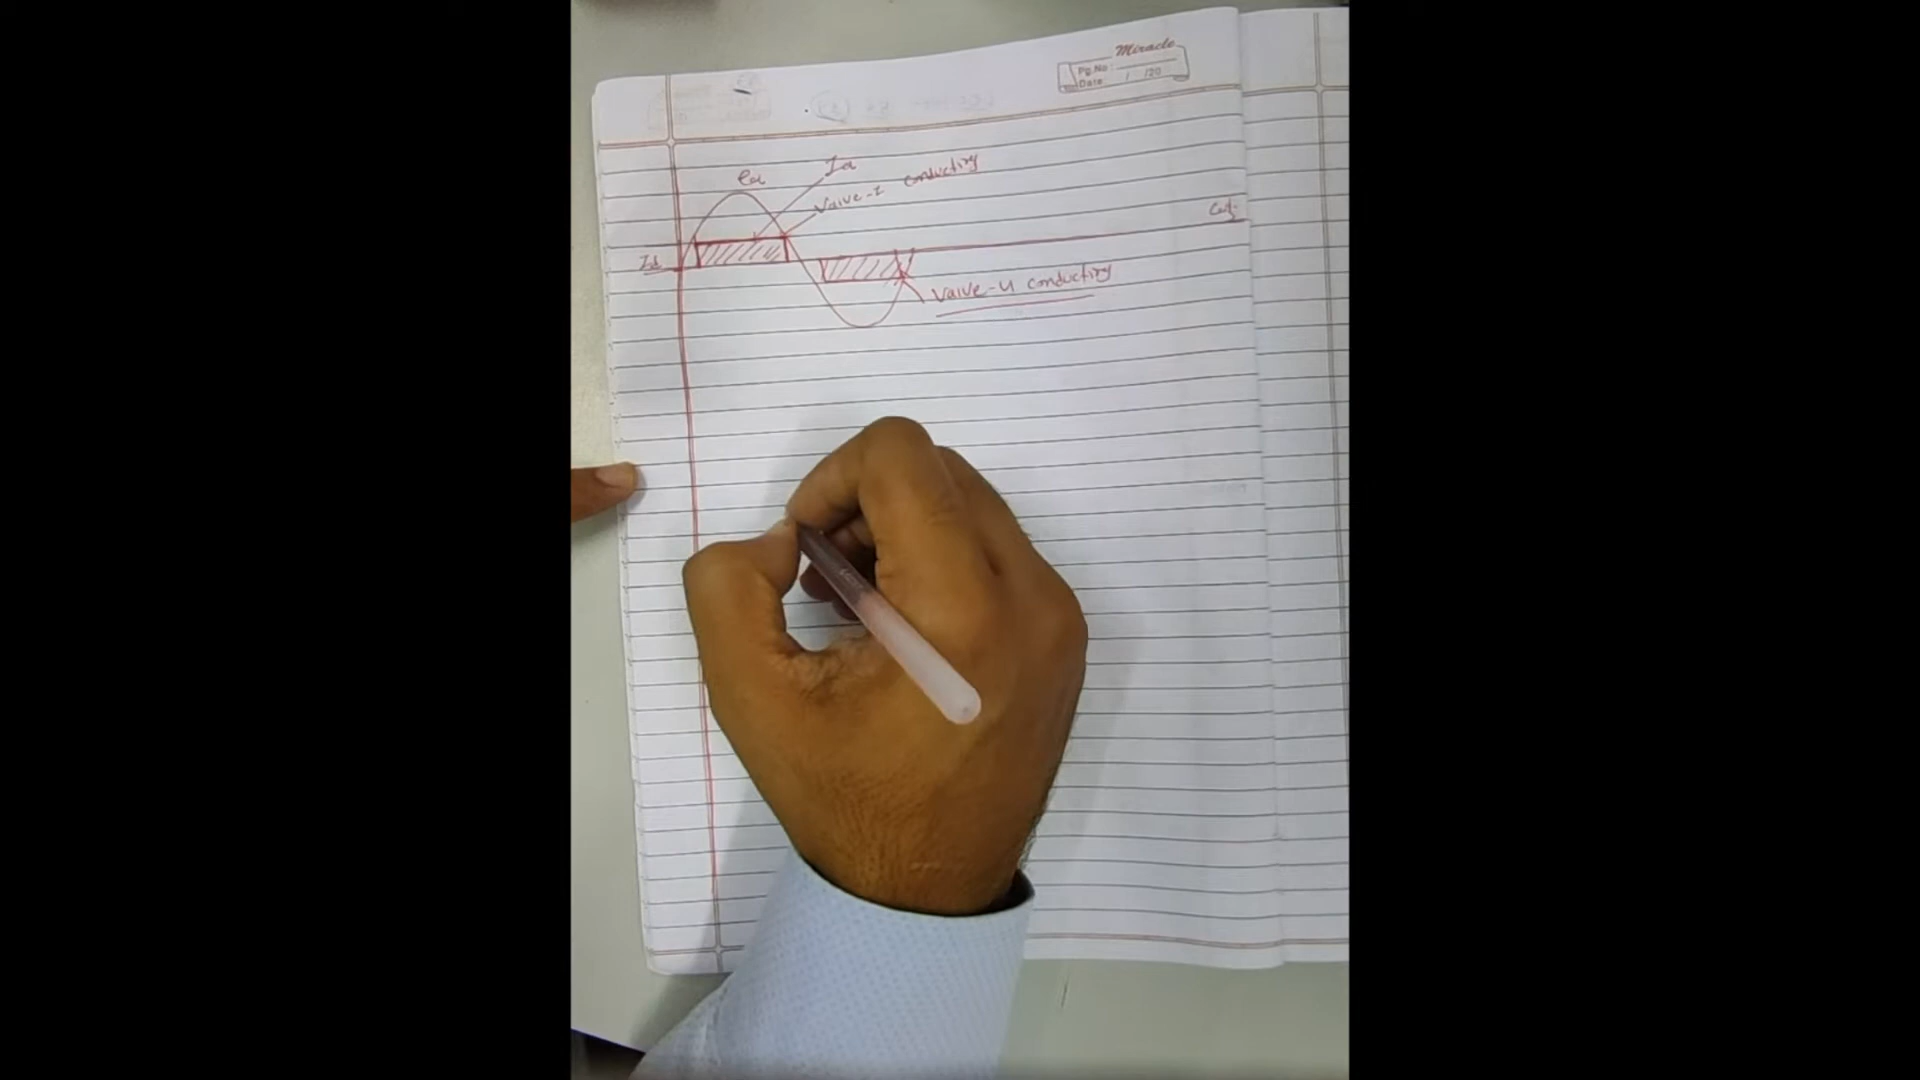 Miracle
Pg.No :
Date: / /20
ea
Ia
Valve-1 conducting
Id
Valve-4 conducting